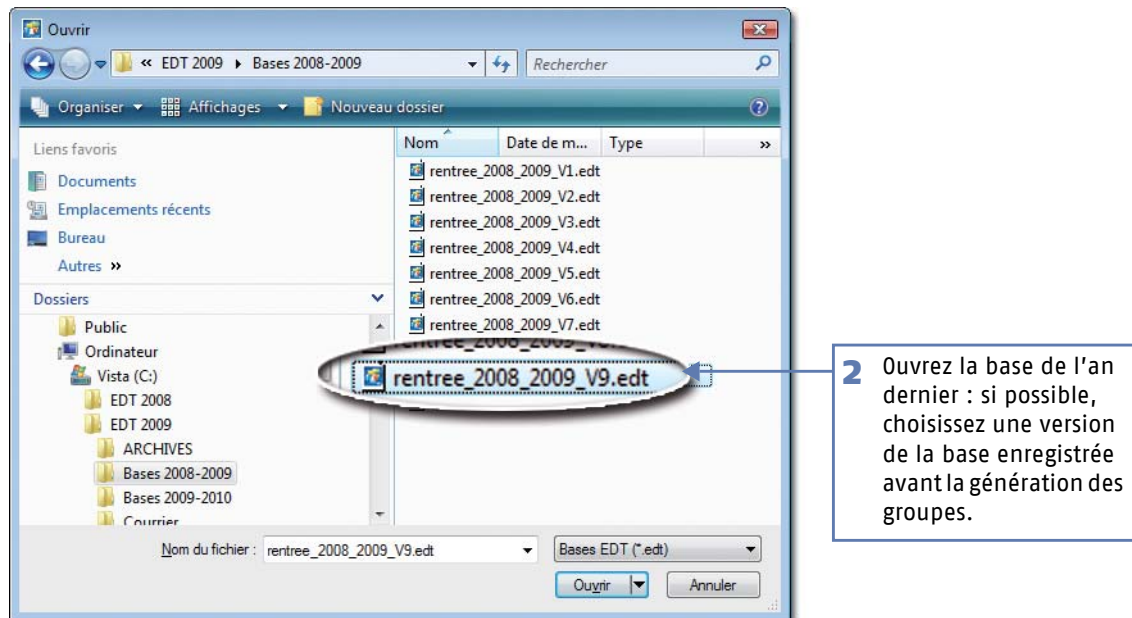 Ouvrir
« EDT 2009 ▸ Bases 2008-2009
Rechercher
Organiser
Affichages
Nouveau dossier
Liens favoris
Documents
Emplacements récents
Bureau
Autres »
Dossiers
Public
Ordinateur
Vista (C:)
EDT 2008
EDT 2009
ARCHIVES
Bases 2008-2009
Bases 2009-2010
Courrier
Nom
Date de m...
Type
»
rentree_2008_2009_V1.edt
rentree_2008_2009_V2.edt
rentree_2008_2009_V3.edt
rentree_2008_2009_V4.edt
rentree_2008_2009_V5.edt
rentree_2008_2009_V6.edt
rentree_2008_2009_V7.edt
rentree_2008_2009_V9.edt
Nom du fichier : rentree_2008_2009_V9.edt
Bases EDT (*.edt)
Ouvrir
Annuler
2 Ouvrez la base de l'an
dernier : si possible,
choisissez une version
de la base enregistrée
avant la génération des
groupes.